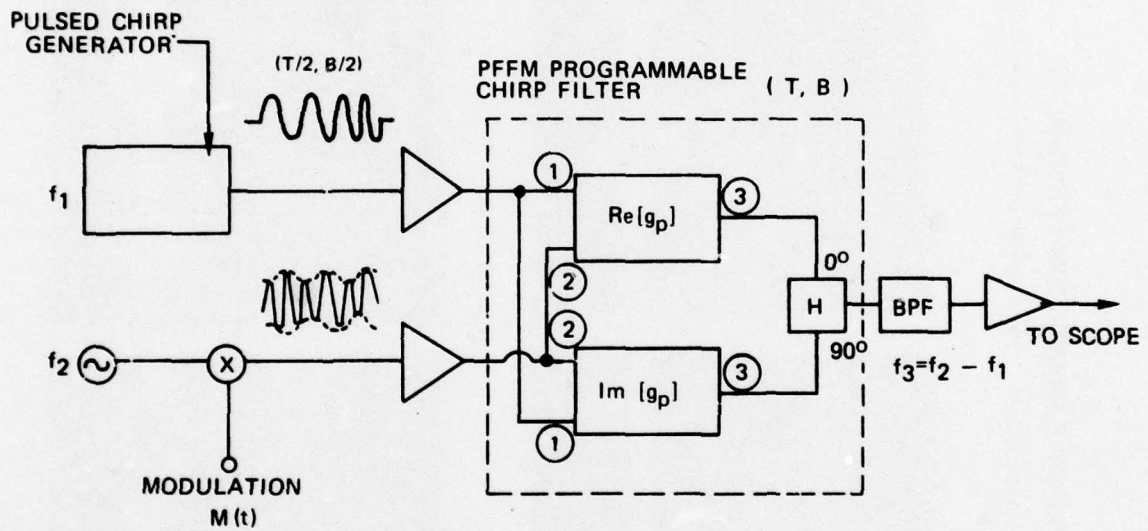 PULSED CHIRP
GENERATOR
(T/2, B/2)
PFFM PROGRAMMABLE
CHIRP FILTER
(T, B)
f1
1
Re[gp]
3
2
0°
H
BPF
TO SCOPE
90°
f3=f2 - f1
f2
X
2
Im [gp]
3
1
MODULATION
M(t)